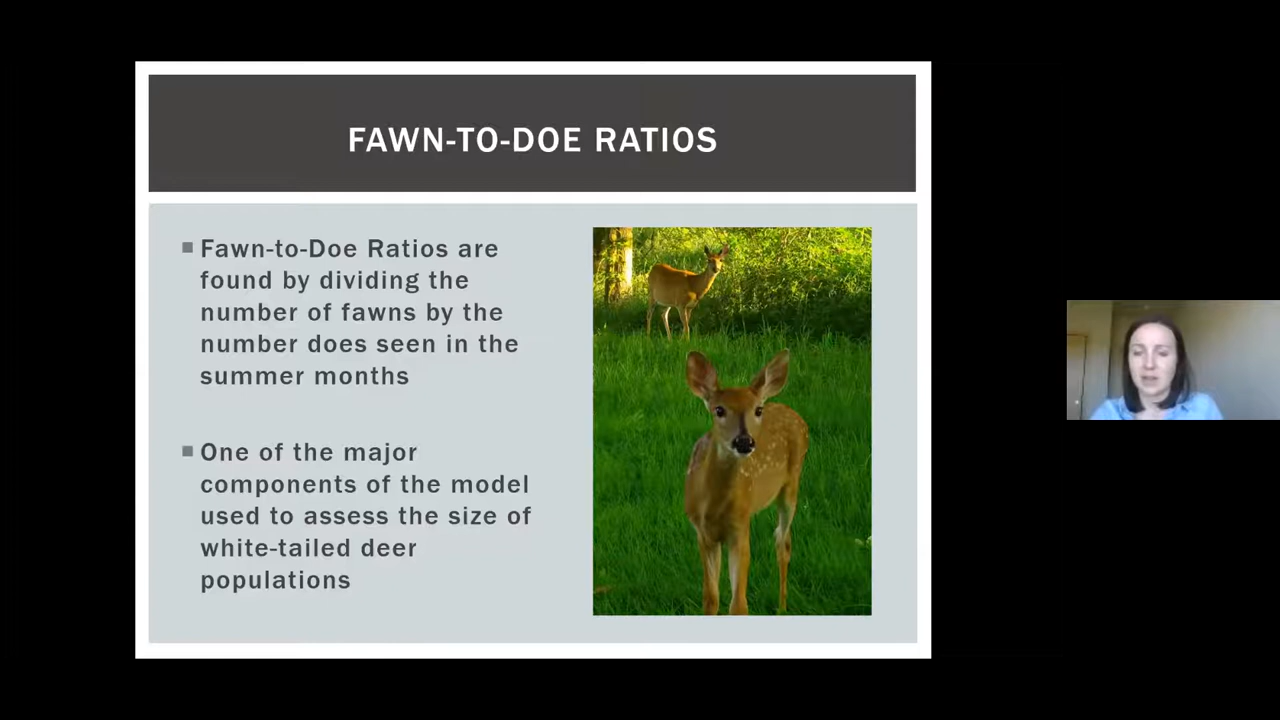 FAWN-TO-DOE RATIOS
Fawn-to-Doe Ratios are
found by dividing the
number of fawns by the
number does seen in the
summer months
One of the major
components of the model
used to assess the size of
white-tailed deer
populations